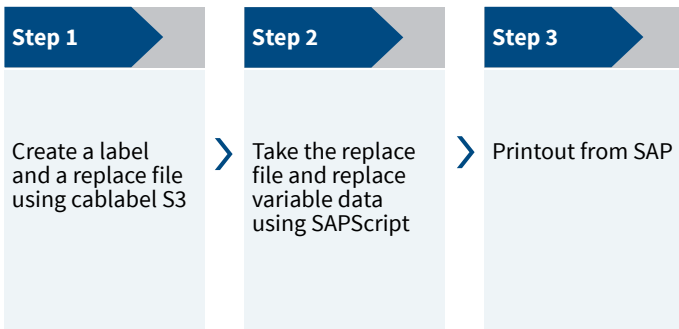 Step 1
Create a label
and a replace file
using cablabel S3
Step 2
Take the replace
file and replace
variable data
using SAPScript
Step 3
Printout from SAP